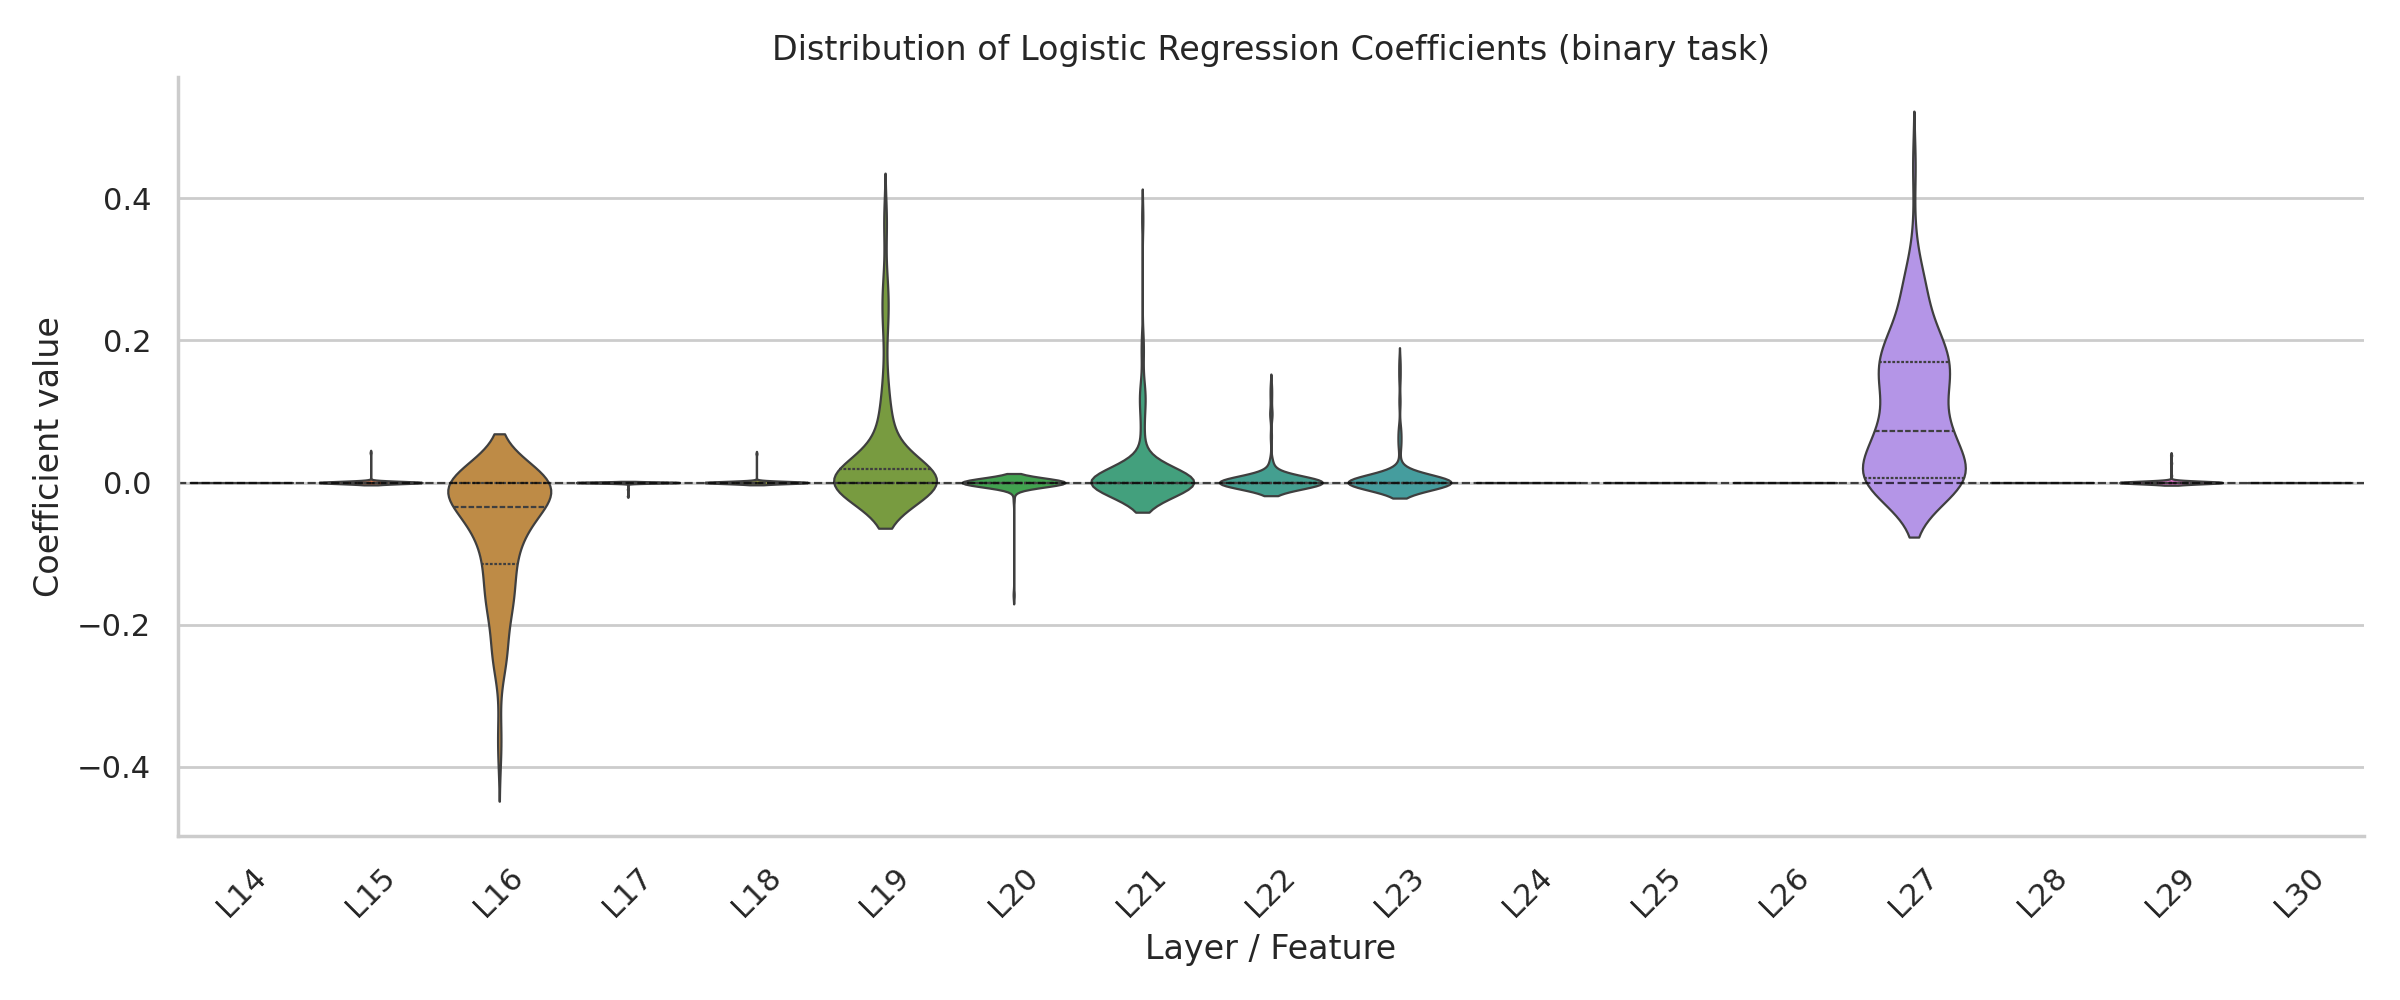 Distribution of Logistic Regression Coefficients (binary task)
Coefficient value
0.4
0.2
0.0
−0.2
−0.4
L14
L15
L16
L17
L18
L19
L20
L21
L22
L23
L24
L25
L26
L27
L28
L29
L30
Layer / Feature